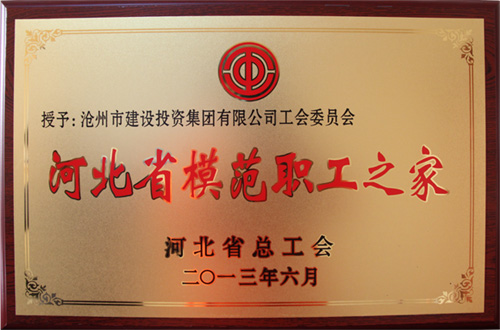 授予:沧州市建设投资集团有限公司工会委员会
河北省模范职工之家
河北省总工会
二〇一三年六月